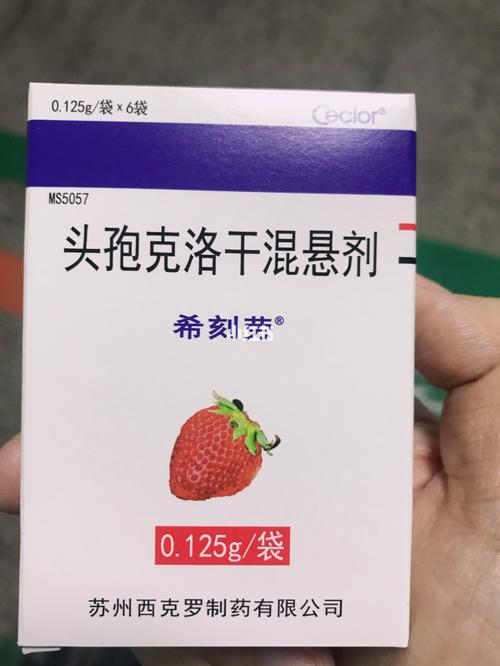 0.125g/袋×6袋
Ceclor®
MS5057
头孢克洛干混悬剂
希刻劳®
0.125g/袋
苏州西克罗制药有限公司